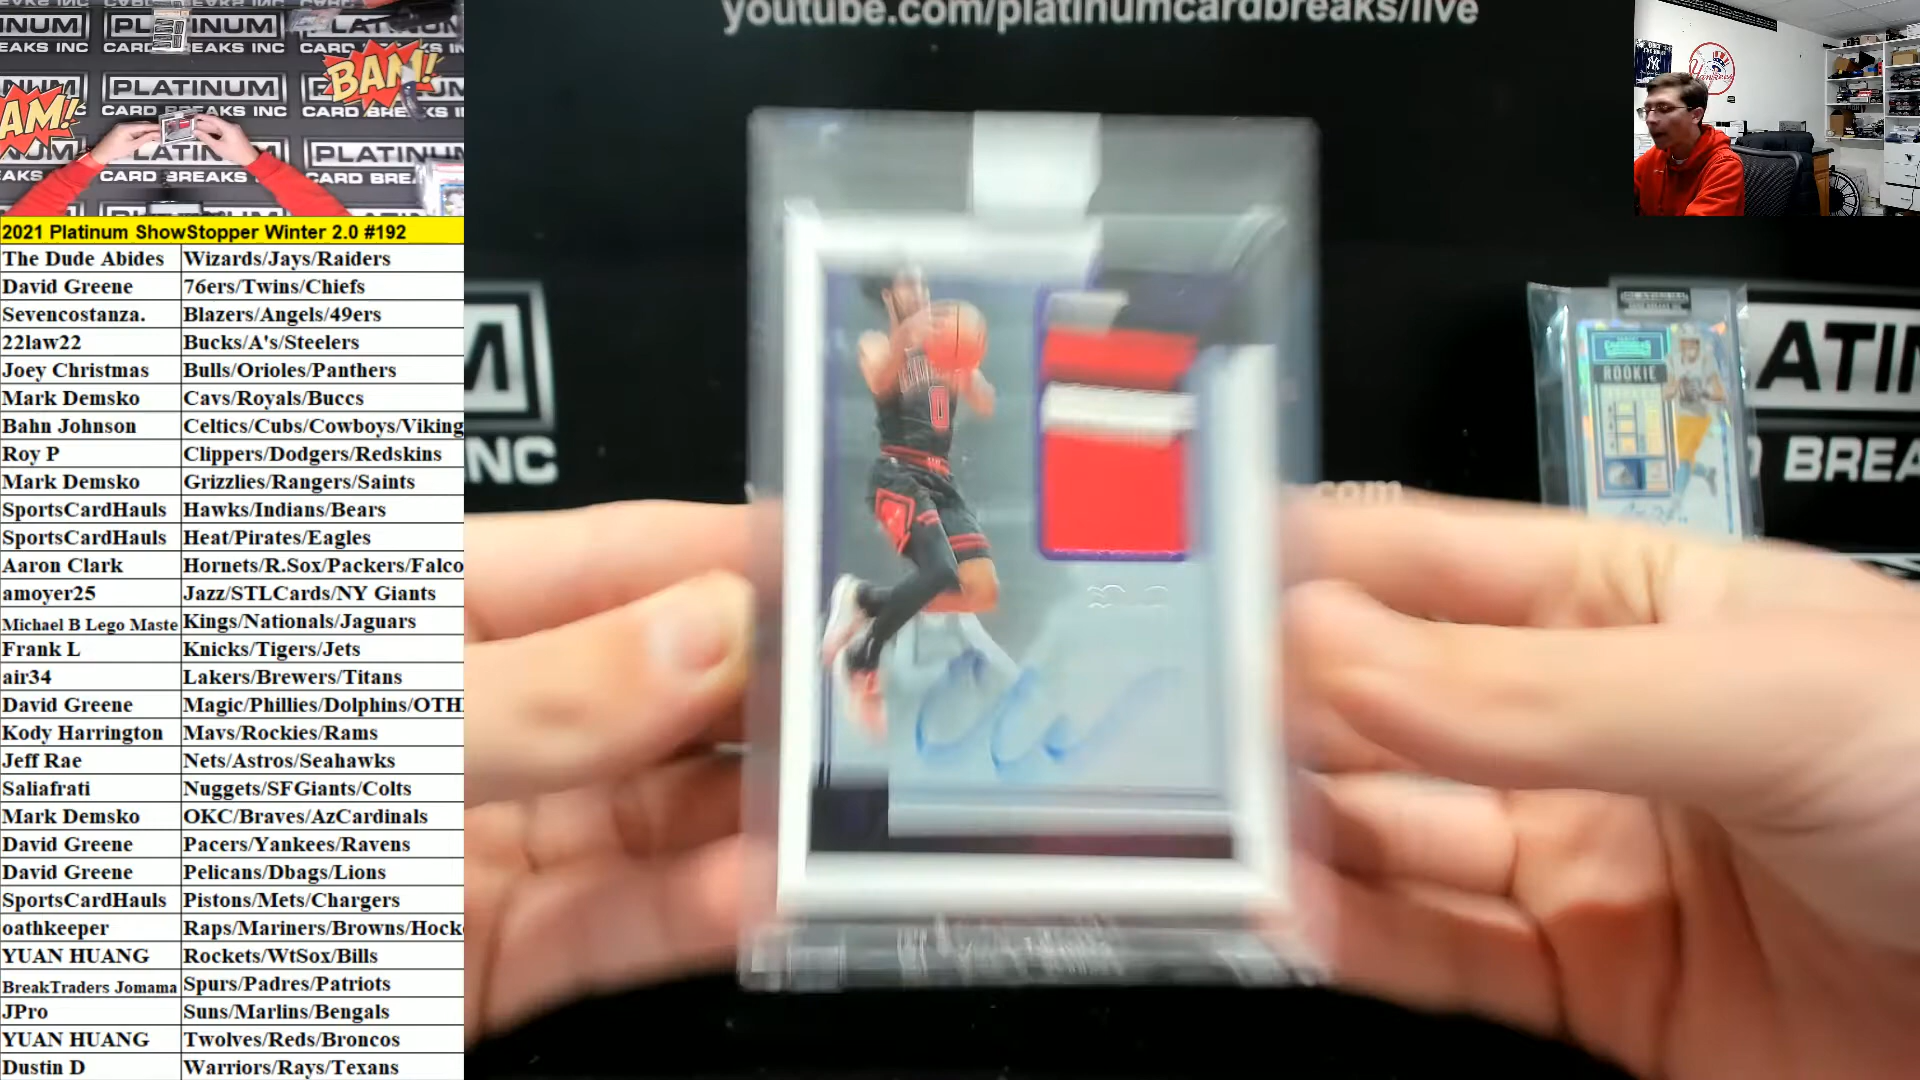 youtube.com/platinumcardbreaks/live
PLATINUM
CARD BREAKS INC
BAM!
2021 Platinum ShowStopper Winter 2.0 #192
The Dude Abides Wizards/Jays/Raiders
David Greene 76ers/Twins/Chiefs
Sevencostanza. Blazers/Angels/49ers
22law22 Bucks/A's/Steelers
Joey Christmas Bulls/Orioles/Panthers
Mark Demsko Cavs/Royals/Buccs
Bahn Johnson Celtics/Cubs/Cowboys/Viking
Roy P Clippers/Dodgers/Redskins
Mark Demsko Grizzlies/Rangers/Saints
SportsCardHauls Hawks/Indians/Bears
SportsCardHauls Heat/Pirates/Eagles
Aaron Clark Hornets/R.Sox/Packers/Falco
amoyer25 Jazz/STLCards/NY Giants
Michael B Lego Maste Kings/Nationals/Jaguars
Frank L Knicks/Tigers/Jets
air34 Lakers/Brewers/Titans
David Greene Magic/Phillies/Dolphins/OTH
Kody Harrington Mavs/Rockies/Rams
Jeff Rae Nets/Astros/Seahawks
Saliafrati Nuggets/SFGiants/Colts
Mark Demsko OKC/Braves/AzCardinals
David Greene Pacers/Yankees/Ravens
David Greene Pelicans/Dbags/Lions
SportsCardHauls Pistons/Mets/Chargers
oathkeeper Raps/Mariners/Browns/Hock
YUAN HUANG Rockets/WtSox/Bills
BreakTraders Jomama Spurs/Padres/Patriots
JPro Suns/Marlins/Bengals
YUAN HUANG Twolves/Reds/Broncos
Dustin D Warriors/Rays/Texans
0
ROOKIE
ATIN
BREA
NC
.com
Yankees